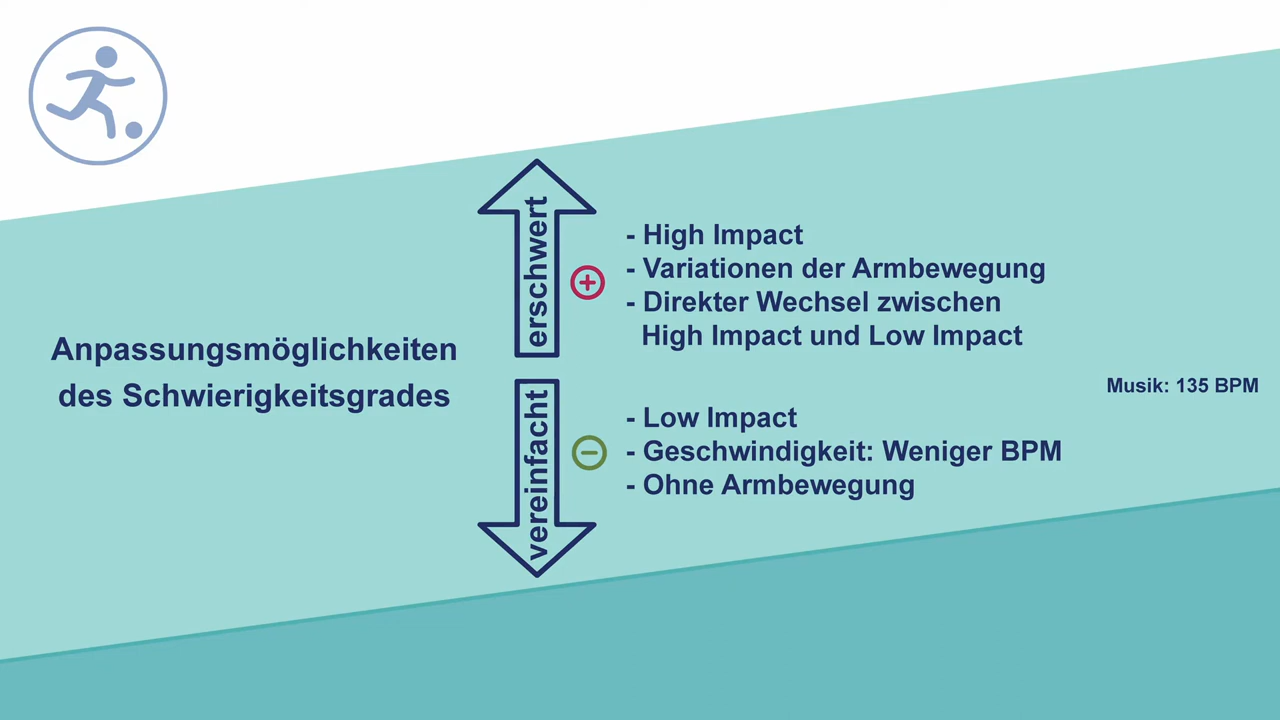 Anpassungsmöglichkeiten
des Schwierigkeitsgrades
erschwert
- High Impact
- Variationen der Armbewegung
- Direkter Wechsel zwischen
High Impact und Low Impact
vereinfacht
- Low Impact
- Geschwindigkeit: Weniger BPM
- Ohne Armbewegung
Musik: 135 BPM